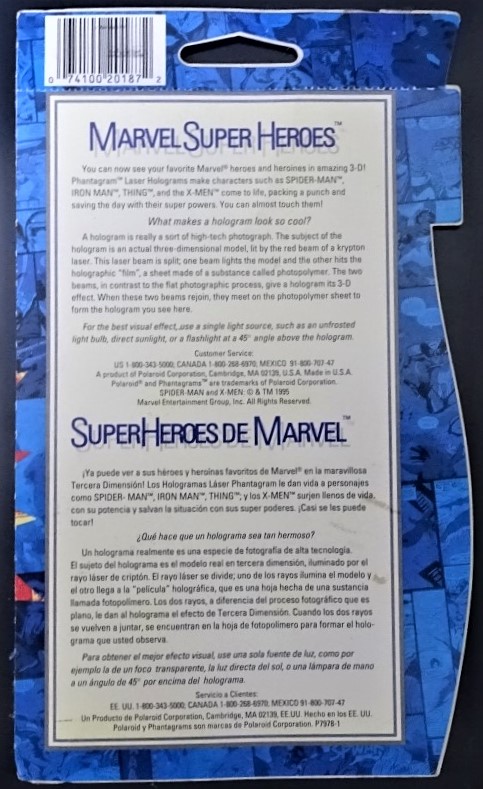 0 74100 20187 2
MARVEL SUPER HEROES™
You can now see your favorite Marvel® heroes and heroines in amazing 3-D!
Phantagram™ Laser Holograms make characters such as SPIDER-MAN™,
IRON MAN™, THING™, and the X-MEN™ come to life, packing a punch and
saving the day with their super powers. You can almost touch them!
What makes a hologram look so cool?
A hologram is really a sort of high-tech photograph. The subject of the
hologram is an actual three-dimensional model, lit by the red beam of a krypton
laser. This laser beam is split; one beam lights the model and the other hits the
holographic "film", a sheet made of a substance called photopolymer. The two
beams, in contrast to the flat photographic process, give a hologram its 3-D
effect. When these two beams rejoin, they meet on the photopolymer sheet to
form the hologram you see here.
For the best visual effect, use a single light source, such as an unfrosted
light bulb, direct sunlight, or a flashlight at a 45° angle above the hologram.
Customer Service:
US 1-800-343-5000, CANADA 1-800-268-6970, MEXICO 91-800-707-47
A product of Polaroid Corporation, Cambridge, MA 02139, U.S.A. Made in U.S.A.
Polaroid® and Phantagrams™ are trademarks of Polaroid Corporation.
SPIDER-MAN and X-MEN: © & TM 1995
Marvel Entertainment Group, Inc. All Rights Reserved.
SUPERHEROES DE MARVEL™
¡Ya puede ver a sus héroes y heroínas favoritos de Marvel® en la maravillosa
Tercera Dimensión! Los Hologramas Láser Phantagram le dan vida a personajes
como SPIDER- MAN™, IRON MAN™, THING™; y los X-MEN™ surjen llenos de vida,
con su potencia y salvan la situación con sus super poderes. ¡Casi se les puede
tocar!
¿Qué hace que un holograma sea tan hermoso?
Un holograma realmente es una especie de fotografía de alta tecnología.
El sujeto del holograma es el modelo real en tercera dimensión, iluminado por el
rayo láser de criptón. El rayo láser se divide; uno de los rayos ilumina el modelo y
el otro llega a la "película" holográfica, que es una hoja hecha de una sustancia
llamada fotopolímero. Los dos rayos, a diferencia del proceso fotográfico que es
plano, le dan al holograma el efecto de Tercera Dimensión. Cuando los dos rayos
se vuelven a juntar, se encuentran en la hoja de fotopolímero para formar el holo-
grama que usted observa.
Para obtener el mejor efecto visual, use una sola fuente de luz, como por
ejemplo la de un foco transparente, la luz directa del sol, o una lámpara de mano
a un ángulo de 45° por encima del holograma.
Servicio a Clientes:
EE. UU. 1-800-343-5000; CANADA 1-800-268-6970, MEXICO 91-800-707-47
Un Producto de Polaroid Corporation, Cambridge, MA 02139, EE.UU. Hecho en los EE. UU.
Polaroid y Phantagrams son marcas de Polaroid Corporation. P7978-1